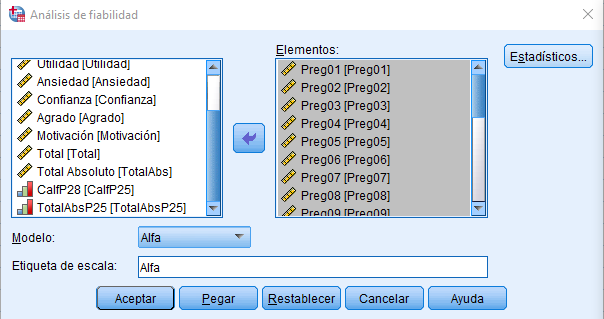 Análisis de fiabilidad
Utilidad [Utilidad]
Ansiedad [Ansiedad]
Confianza [Confianza]
Agrado [Agrado]
Motivación [Motivación]
Total [Total]
Total Absoluto [TotalAbs]
CalfP28 [CalfP25]
TotalAbsP25 [TotalAbsP25]
Elementos:
Preg01 [Preg01]
Preg02 [Preg02]
Preg03 [Preg03]
Preg04 [Preg04]
Preg05 [Preg05]
Preg06 [Preg06]
Preg07 [Preg07]
Preg08 [Preg08]
Preg09 [Preg09]
Estadísticos...
Modelo: Alfa
Etiqueta de escala: Alfa
Aceptar Pegar Restablecer Cancelar Ayuda